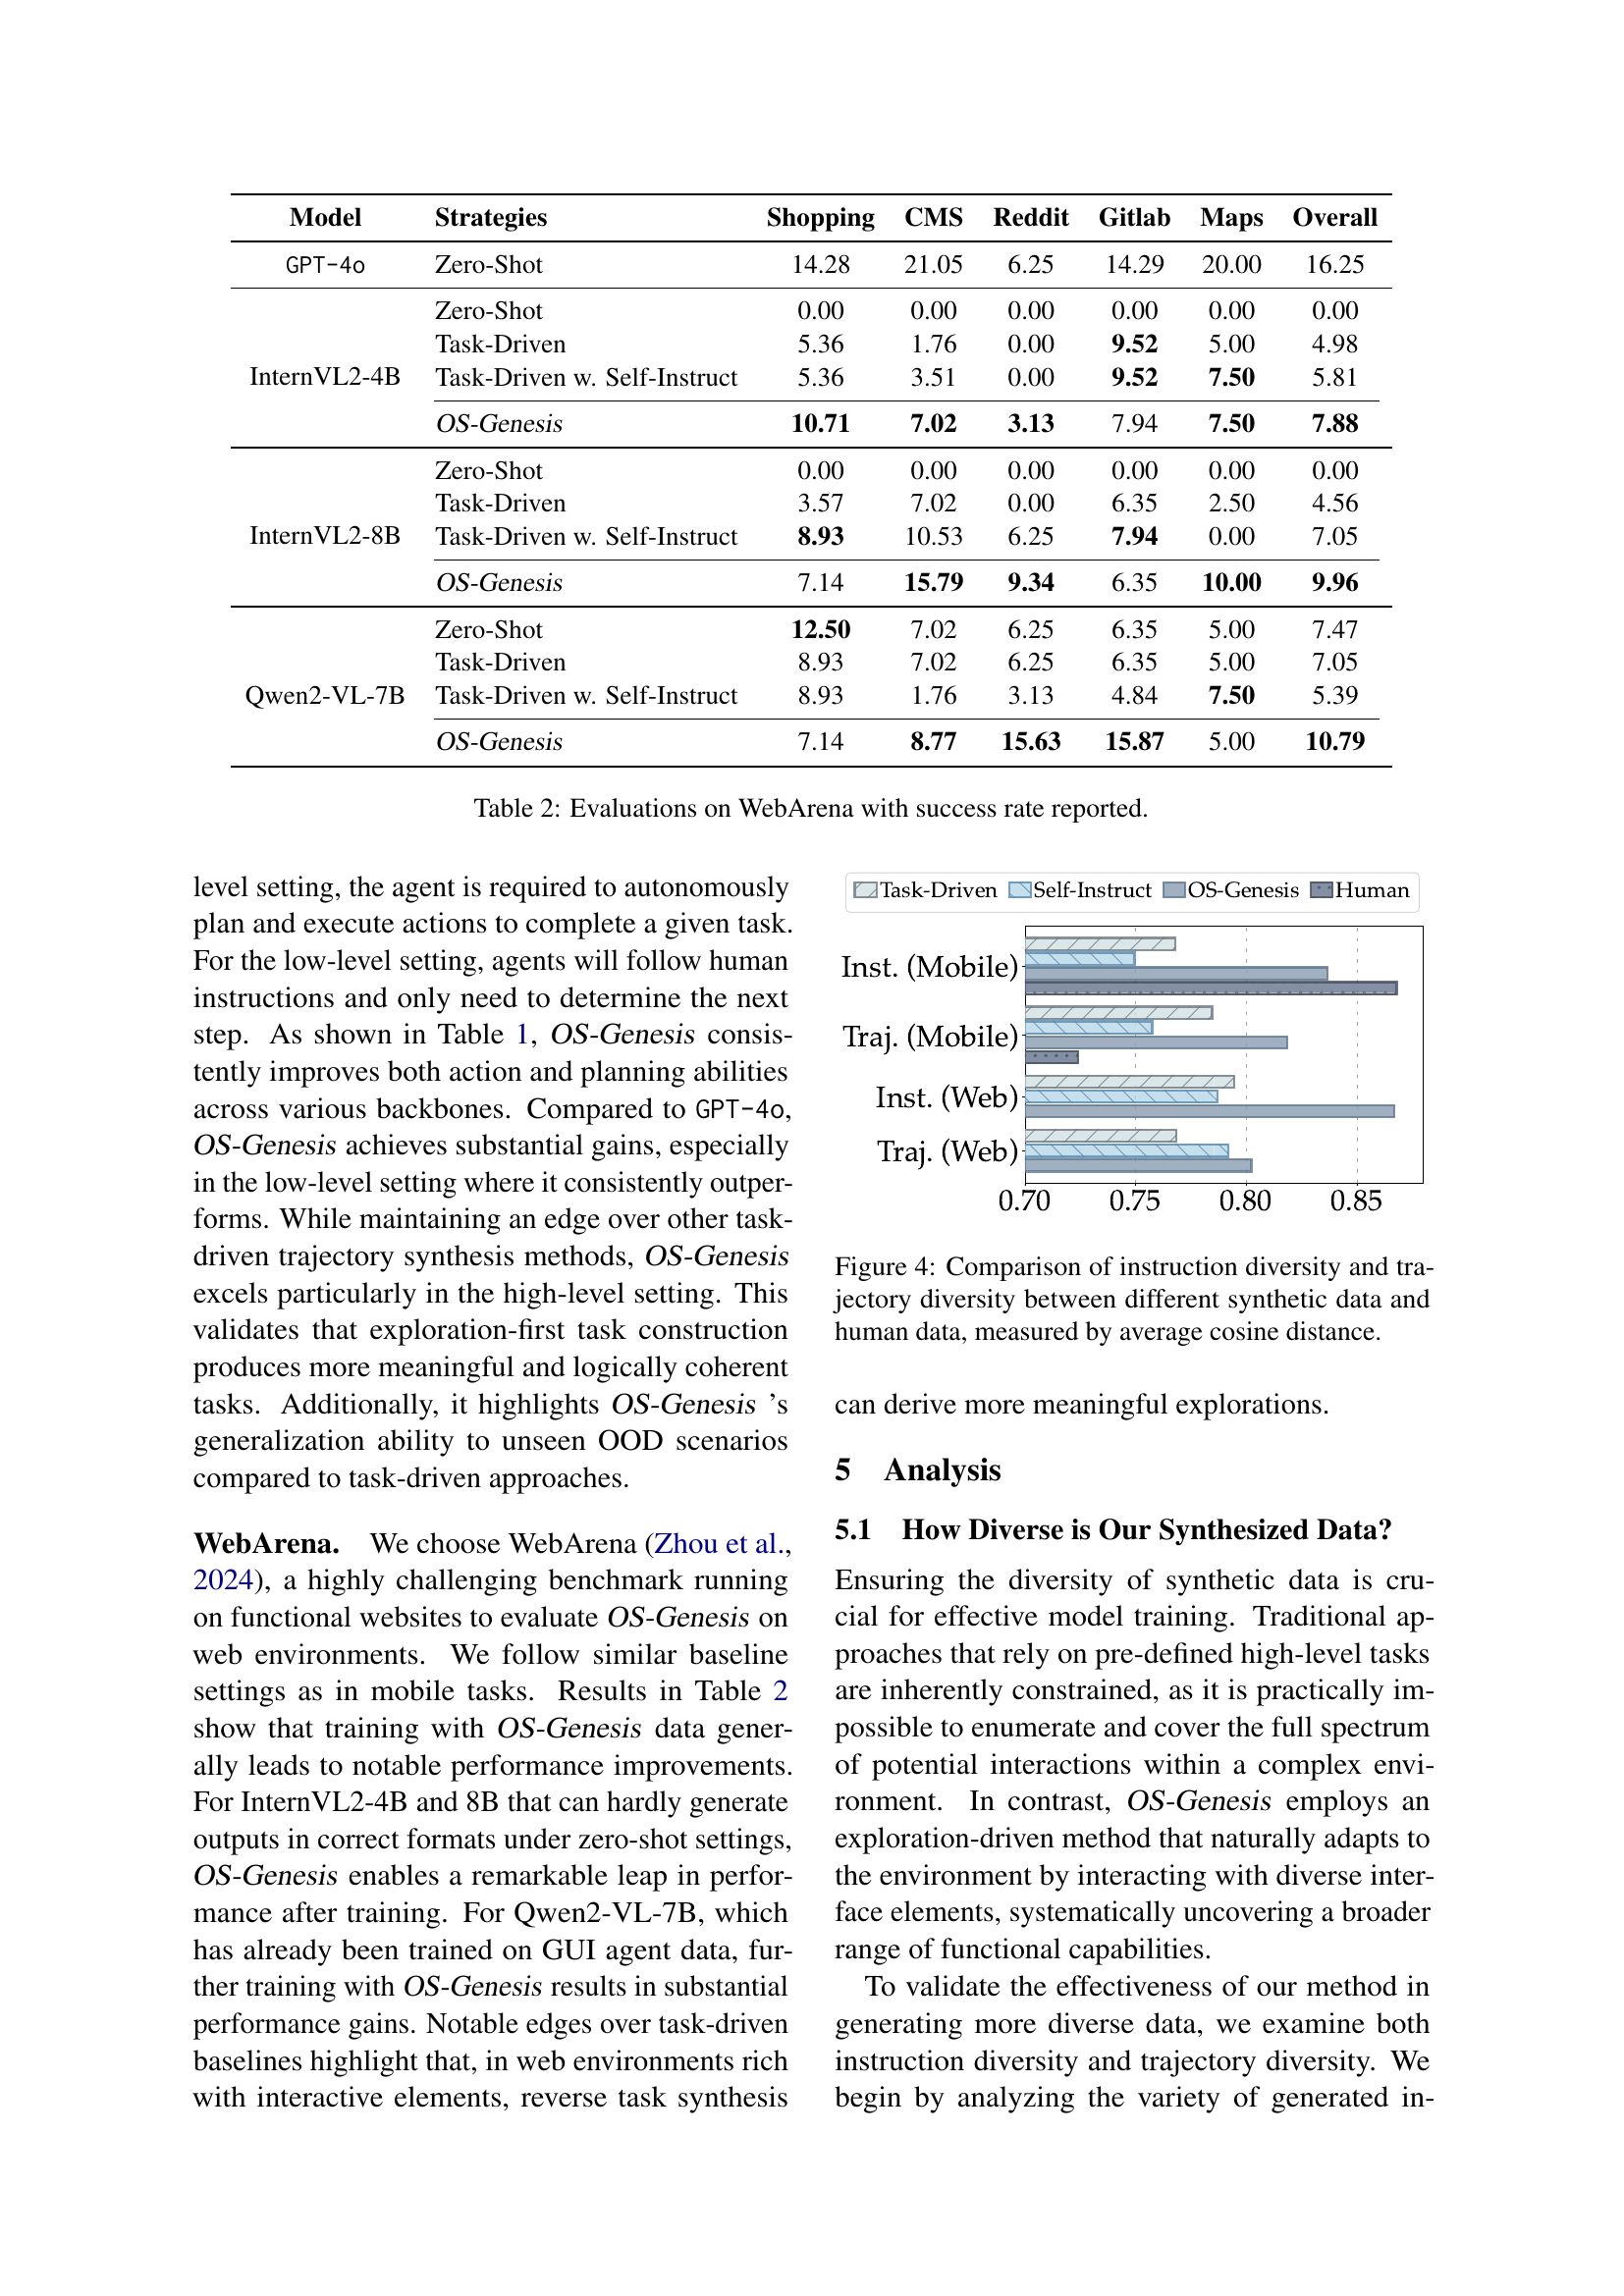 Model Strategies Shopping CMS Reddit Gitlab Maps Overall
GPT-4o Zero-Shot 14.28 21.05 6.25 14.29 20.00 16.25
Zero-Shot 0.00 0.00 0.00 0.00 0.00 0.00
Task-Driven 5.36 1.76 0.00 9.52 5.00 4.98
InternVL2-4B Task-Driven w. Self-Instruct 5.36 3.51 0.00 9.52 7.50 5.81
OS-Genesis 10.71 7.02 3.13 7.94 7.50 7.88
Zero-Shot 0.00 0.00 0.00 0.00 0.00 0.00
Task-Driven 3.57 7.02 0.00 6.35 2.50 4.56
InternVL2-8B Task-Driven w. Self-Instruct 8.93 10.53 6.25 7.94 0.00 7.05
OS-Genesis 7.14 15.79 9.34 6.35 10.00 9.96
Zero-Shot 12.50 7.02 6.25 6.35 5.00 7.47
Task-Driven 8.93 7.02 6.25 6.35 5.00 7.05
Qwen2-VL-7B Task-Driven w. Self-Instruct 8.93 1.76 3.13 4.84 7.50 5.39
OS-Genesis 7.14 8.77 15.63 15.87 5.00 10.79
Table 2: Evaluations on WebArena with success rate reported.
level setting, the agent is required to autonomously
plan and execute actions to complete a given task.
For the low-level setting, agents will follow human
instructions and only need to determine the next
step. As shown in Table 1, OS-Genesis consis-
tently improves both action and planning abilities
across various backbones. Compared to GPT-4o,
OS-Genesis achieves substantial gains, especially
in the low-level setting where it consistently outper-
forms. While maintaining an edge over other task-
driven trajectory synthesis methods, OS-Genesis
excels particularly in the high-level setting. This
validates that exploration-first task construction
produces more meaningful and logically coherent
tasks. Additionally, it highlights OS-Genesis 's
generalization ability to unseen OOD scenarios
compared to task-driven approaches.
WebArena. We choose WebArena (Zhou et al.,
2024), a highly challenging benchmark running
on functional websites to evaluate OS-Genesis on
web environments. We follow similar baseline
settings as in mobile tasks. Results in Table 2
show that training with OS-Genesis data gener-
ally leads to notable performance improvements.
For InternVL2-4B and 8B that can hardly generate
outputs in correct formats under zero-shot settings,
OS-Genesis enables a remarkable leap in perfor-
mance after training. For Qwen2-VL-7B, which
has already been trained on GUI agent data, fur-
ther training with OS-Genesis results in substantial
performance gains. Notable edges over task-driven
baselines highlight that, in web environments rich
with interactive elements, reverse task synthesis
Task-Driven Self-Instruct OS-Genesis Human
Inst. (Mobile)
Traj. (Mobile)
Inst. (Web)
Traj. (Web)
0.70 0.75 0.80 0.85
Figure 4: Comparison of instruction diversity and tra-
jectory diversity between different synthetic data and
human data, measured by average cosine distance.
can derive more meaningful explorations.
5 Analysis
5.1 How Diverse is Our Synthesized Data?
Ensuring the diversity of synthetic data is cru-
cial for effective model training. Traditional ap-
proaches that rely on pre-defined high-level tasks
are inherently constrained, as it is practically im-
possible to enumerate and cover the full spectrum
of potential interactions within a complex envi-
ronment. In contrast, OS-Genesis employs an
exploration-driven method that naturally adapts to
the environment by interacting with diverse inter-
face elements, systematically uncovering a broader
range of functional capabilities.
To validate the effectiveness of our method in
generating more diverse data, we examine both
instruction diversity and trajectory diversity. We
begin by analyzing the variety of generated in-